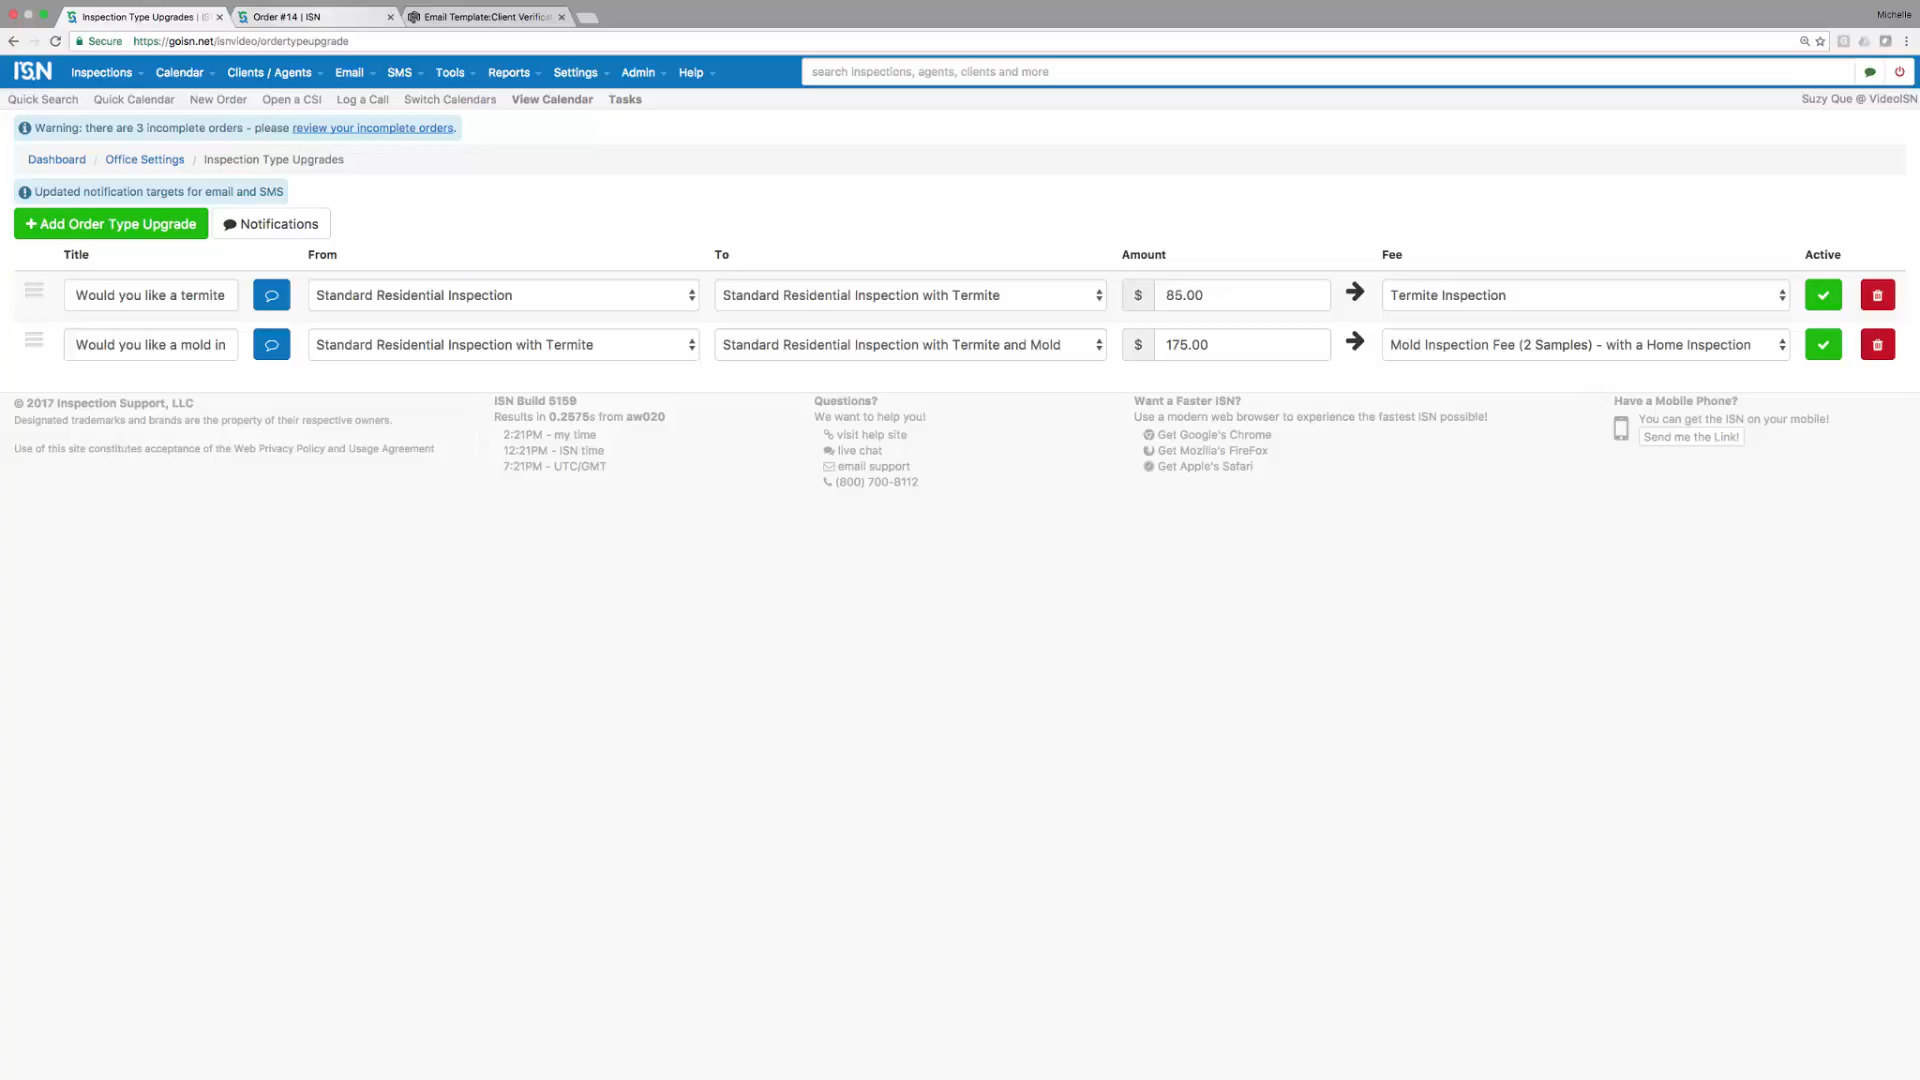 Inspection Type Upgrades | IS
Order #14 | ISN
Email Template:Client Verifica
Michelle
Secure https://goisn.net/isnvideo/ordertypeupgrade
ISN Inspections Calendar Clients / Agents Email SMS Tools Reports Settings Admin Help search inspections, agents, clients and more
Quick Search Quick Calendar New Order Open a CSI Log a Call Switch Calendars View Calendar Tasks Suzy Que @ VideoISN
Warning: there are 3 incomplete orders - please review your incomplete orders.
Dashboard / Office Settings / Inspection Type Upgrades
Updated notification targets for email and SMS
+ Add Order Type Upgrade Notifications
Title From To Amount Fee Active
Would you like a termite Standard Residential Inspection Standard Residential Inspection with Termite $ 85.00 Termite Inspection
Would you like a mold in Standard Residential Inspection with Termite Standard Residential Inspection with Termite and Mold $ 175.00 Mold Inspection Fee (2 Samples) - with a Home Inspection
© 2017 Inspection Support, LLC
Designated trademarks and brands are the property of their respective owners.
Use of this site constitutes acceptance of the Web Privacy Policy and Usage Agreement
ISN Build 5159
Results in 0.2575s from aw020
2:21PM - my time
12:21PM - ISN time
7:21PM - UTC/GMT
Questions?
We want to help you!
visit help site
live chat
email support
(800) 700-8112
Want a Faster ISN?
Use a modern web browser to experience the fastest ISN possible!
Get Google's Chrome
Get Mozilla's FireFox
Get Apple's Safari
Have a Mobile Phone?
You can get the ISN on your mobile!
Send me the Link!